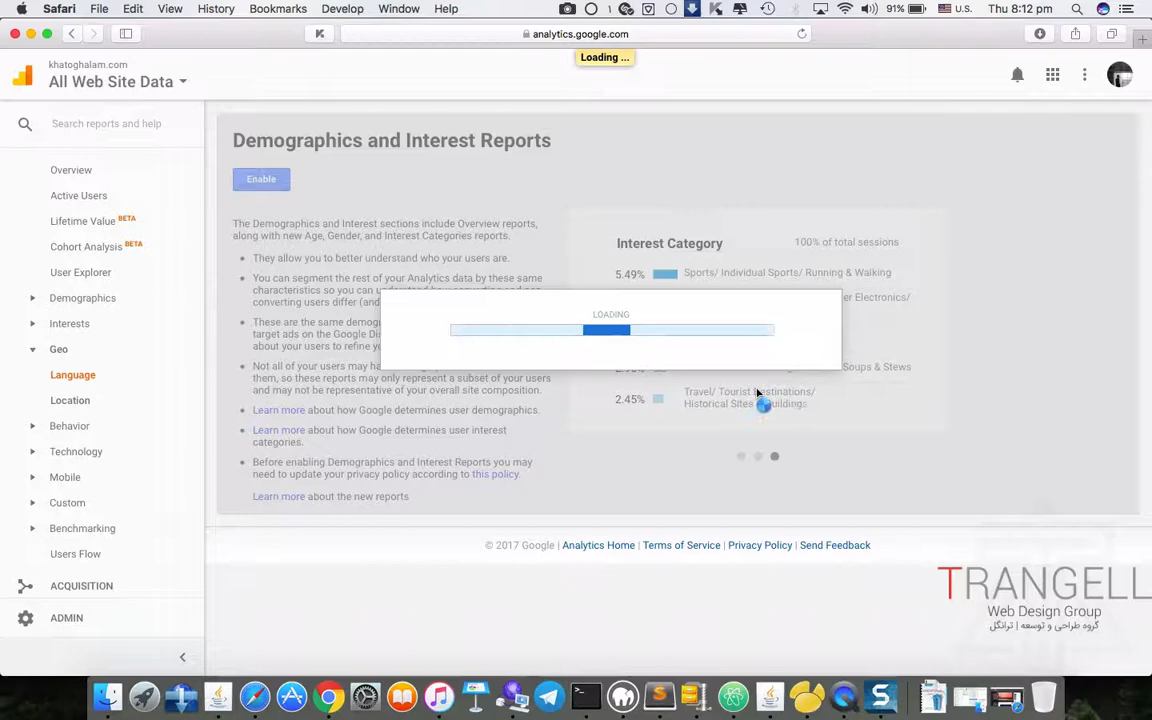 Safari File Edit View History Bookmarks Develop Window Help 91% U.S. Thu 8:12 pm
analytics.google.com
Loading ...
khatoghalam.com
All Web Site Data
Search reports and help
Overview
Active Users
Lifetime Value BETA
Cohort Analysis BETA
User Explorer
Demographics
Interests
Geo
Language
Location
Behavior
Technology
Mobile
Custom
Benchmarking
Users Flow
ACQUISITION
ADMIN
Demographics and Interest Reports
Enable
The Demographics and Interest sections include Overview reports,
along with new Age, Gender, and Interest Categories reports.
They allow you to better understand who your users are.
You can segment the rest of your Analytics data by these same
characteristics so you can
converting users differ (and
These are the same demog
target ads on the Google Dis
about your users to refine yo
Not all of your users may ha
them, so these reports may only represent a subset of your users
and may not be representative of your overall site composition.
Learn more about how Google determines user demographics.
Learn more about how Google determines user interest
categories.
Before enabling Demographics and Interest Reports you may
need to update your privacy policy according to this policy.
Learn more about the new reports
Interest Category 100% of total sessions
5.49% Sports/ Individual Sports/ Running & Walking
er Electronics/
LOADING
Soups & Stews
2.45% Travel/ Tourist Destinations/
Historical Sites Buildings
© 2017 Google | Analytics Home | Terms of Service | Privacy Policy | Send Feedback
TRANGELL
Web Design Group
گروه طراحی و توسعه | ترانگل